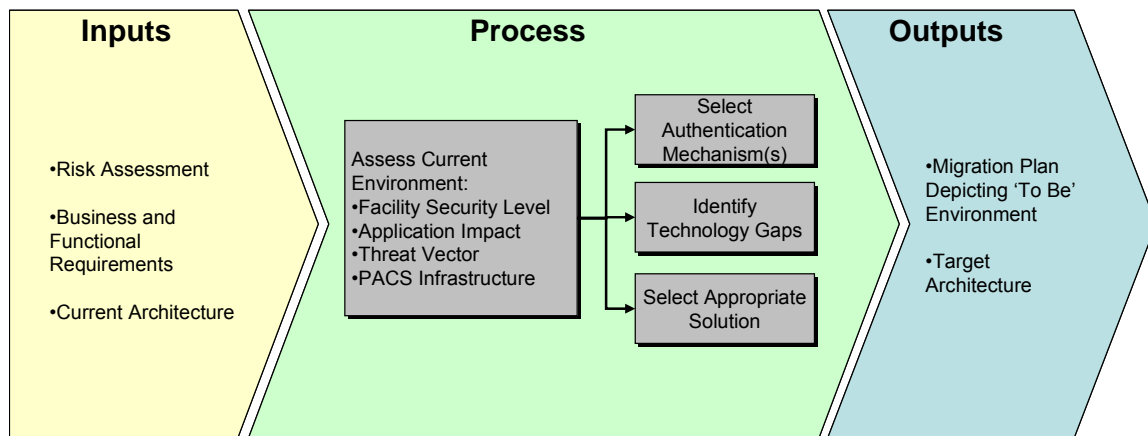 Inputs
Process
Outputs
•Risk Assessment
•Business and
Functional
Requirements
•Current Architecture
Assess Current
Environment:
•Facility Security Level
•Application Impact
•Threat Vector
•PACS Infrastructure
Select
Authentication
Mechanism(s)
Identify
Technology Gaps
Select Appropriate
Solution
•Migration Plan
Depicting ‘To Be’
Environment
•Target
Architecture